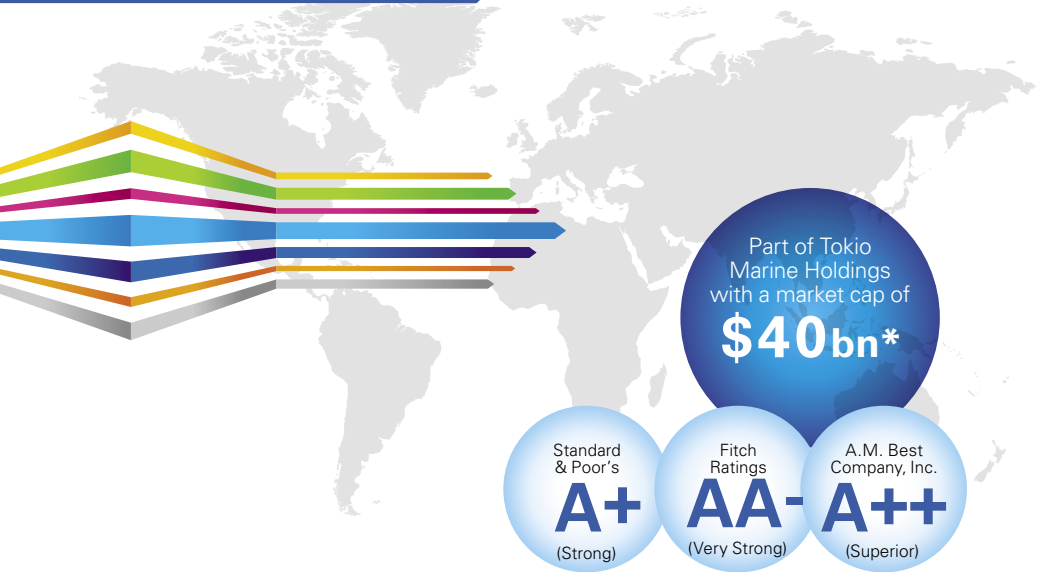 Part of Tokio
Marine Holdings
with a market cap of
$40bn*
Standard
& Poor's
A+
(Strong)
Fitch
Ratings
AA-
(Very Strong)
A.M. Best
Company, Inc.
A++
(Superior)